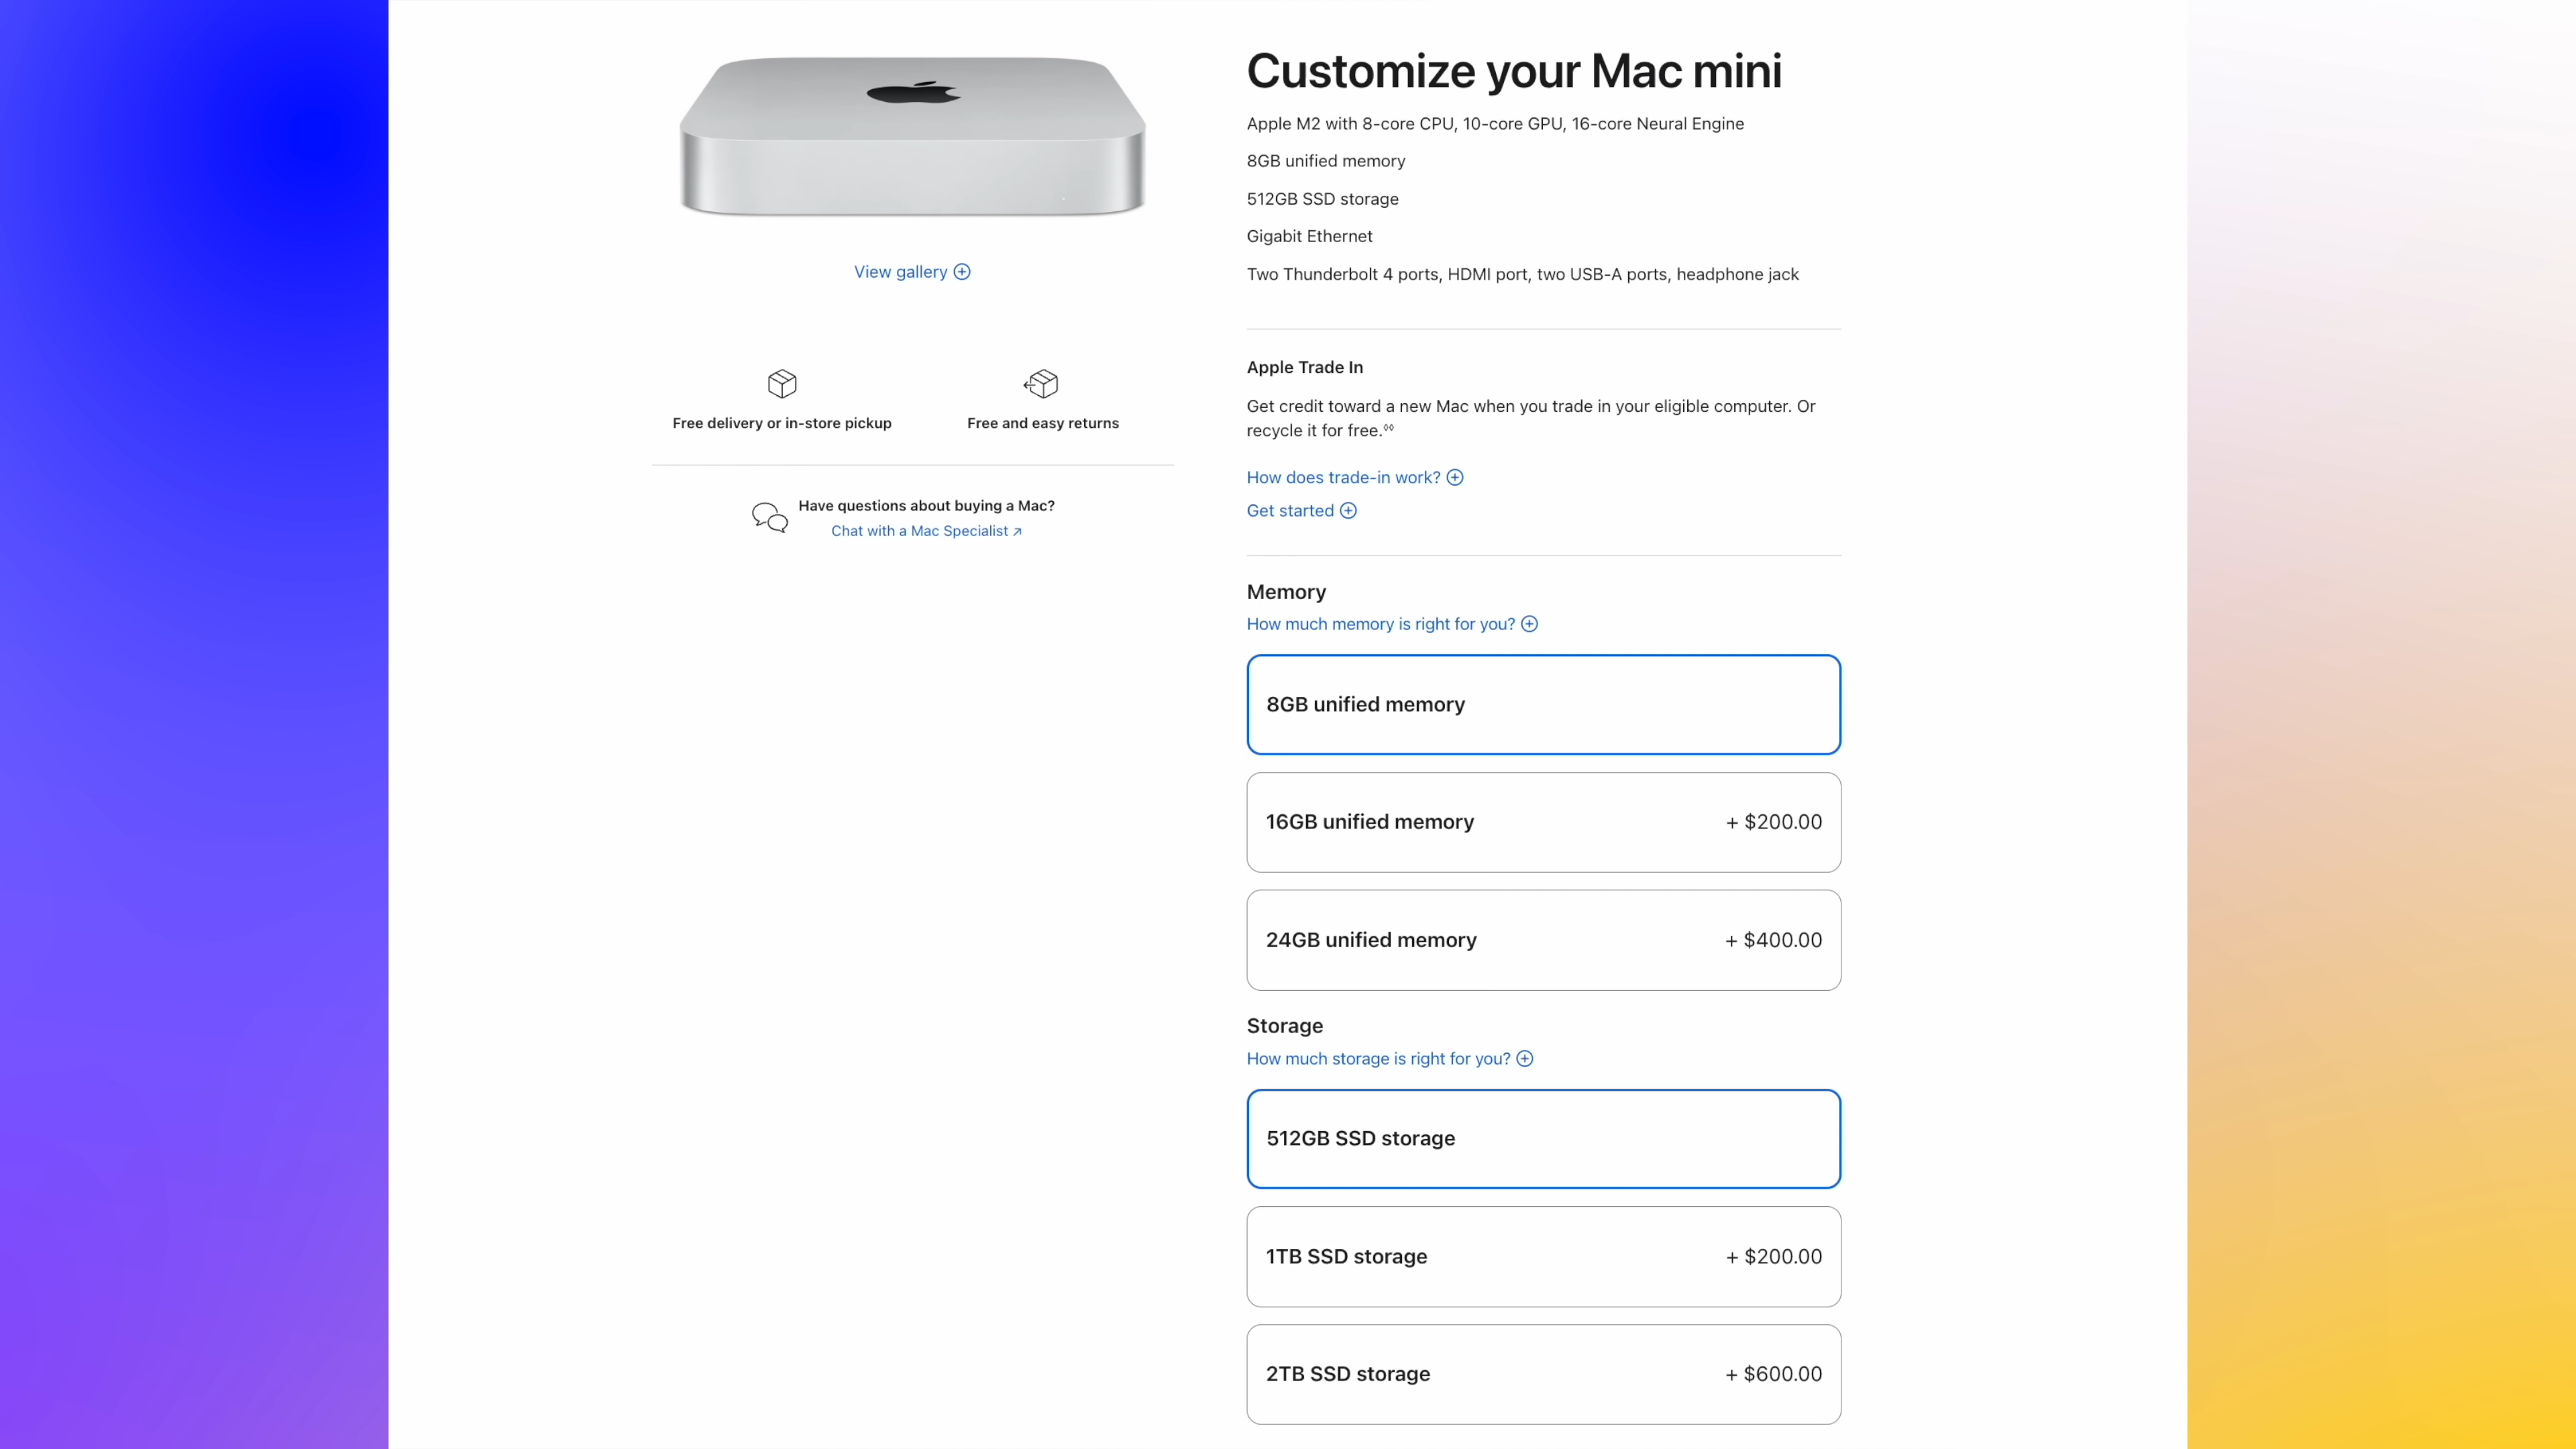 Customize your Mac mini
Apple M2 with 8-core CPU, 10-core GPU, 16-core Neural Engine
8GB unified memory
512GB SSD storage
Gigabit Ethernet
Two Thunderbolt 4 ports, HDMI port, two USB-A ports, headphone jack
View gallery
Free delivery or in-store pickup
Free and easy returns
Have questions about buying a Mac?
Chat with a Mac Specialist ↗
Apple Trade In
Get credit toward a new Mac when you trade in your eligible computer. Or
recycle it for free.◊◊
How does trade-in work?
Get started
Memory
How much memory is right for you?
8GB unified memory
16GB unified memory + $200.00
24GB unified memory + $400.00
Storage
How much storage is right for you?
512GB SSD storage
1TB SSD storage + $200.00
2TB SSD storage + $600.00